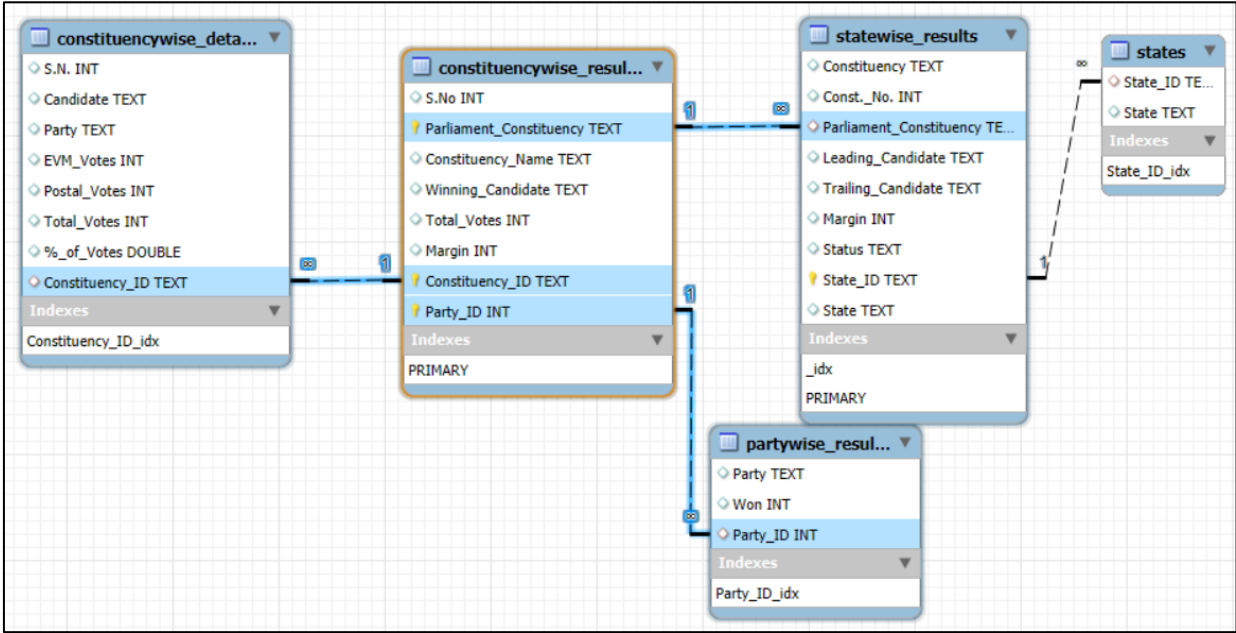 constituencywise_deta...
S.N. INT
Candidate TEXT
Party TEXT
EVM_Votes INT
Postal_Votes INT
Total_Votes INT
%_of_Votes DOUBLE
Constituency_ID TEXT
Indexes
Constituency_ID_idx
∞
1
constituencywise_resul...
S.No INT
Parliament_Constituency TEXT
Constituency_Name TEXT
Winning_Candidate TEXT
Total_Votes INT
Margin INT
Constituency_ID TEXT
Party_ID INT
Indexes
PRIMARY
1
∞
1
∞
statewise_results
Constituency TEXT
Const._No. INT
Parliament_Constituency TE...
Leading_Candidate TEXT
Trailing_Candidate TEXT
Margin INT
Status TEXT
State_ID TEXT
State TEXT
Indexes
_idx
PRIMARY
∞
1
states
State_ID TE...
State TEXT
Indexes
State_ID_idx
partywise_resul...
Party TEXT
Won INT
Party_ID INT
Indexes
Party_ID_idx